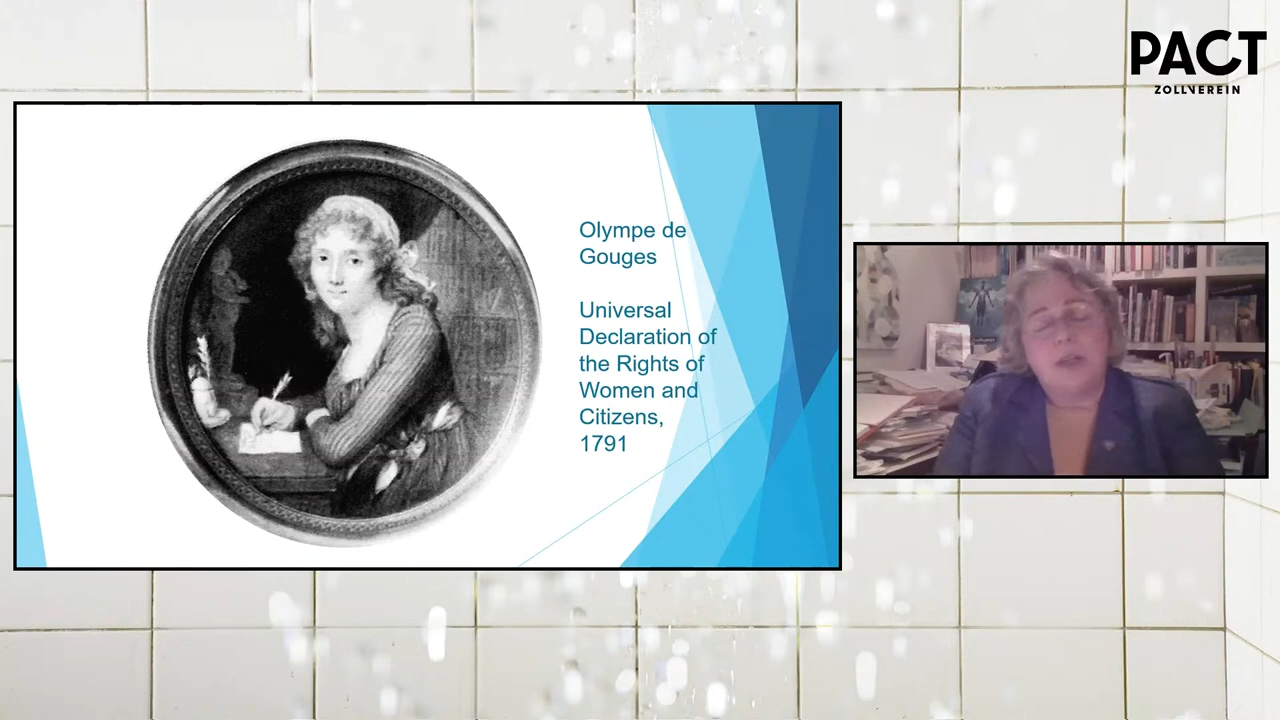 PACT
ZOLLVEREIN
Olympe de
Gouges
Universal
Declaration of
the Rights of
Women and
Citizens,
1791